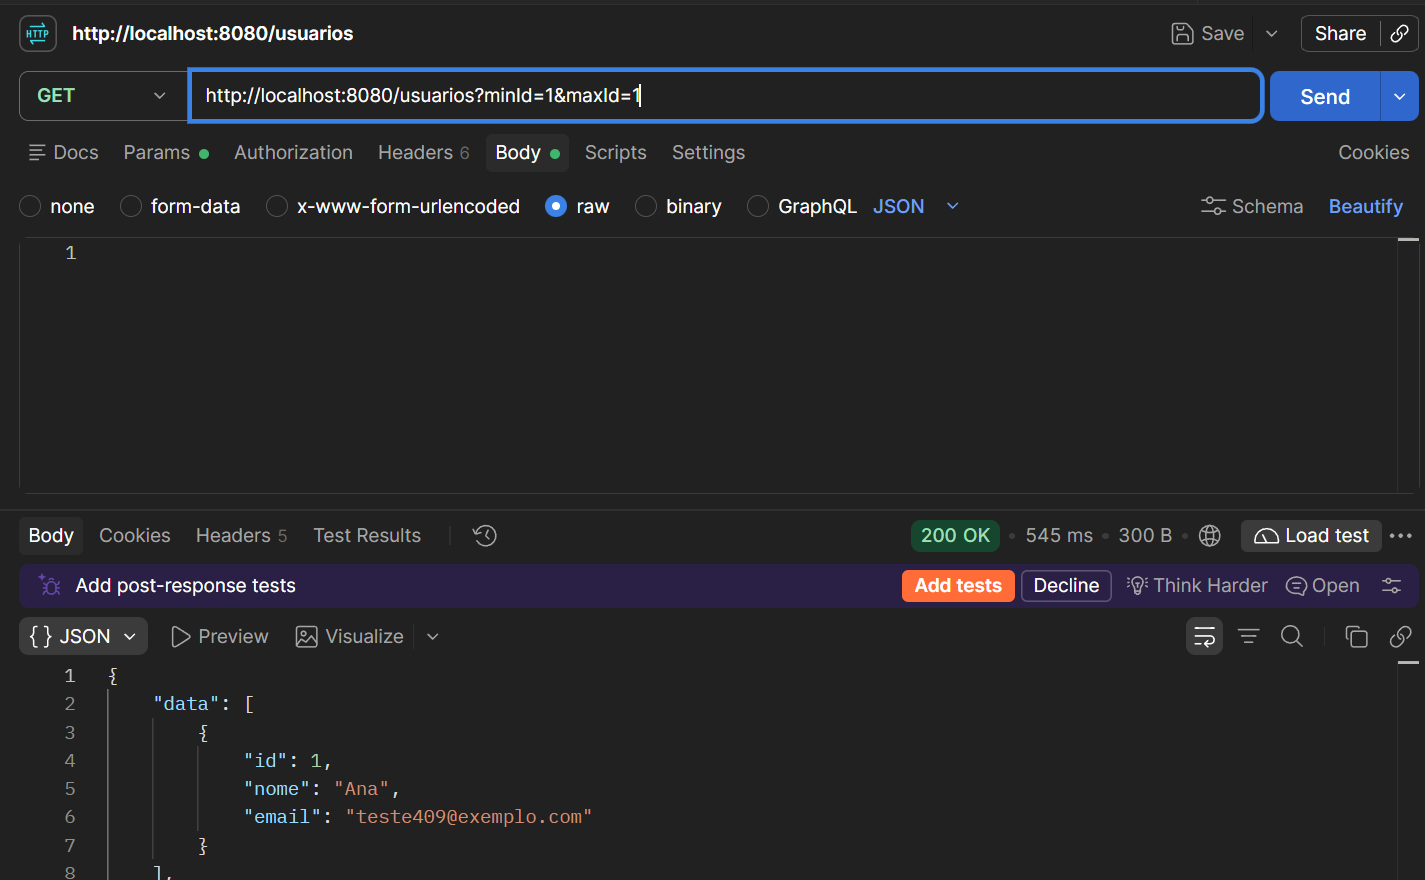 HTTP http://localhost:8080/usuarios Save Share
GET http://localhost:8080/usuarios?minId=1&maxId=1 Send
Docs Params Authorization Headers 6 Body Scripts Settings Cookies
none form-data x-www-form-urlencoded raw binary GraphQL JSON Schema Beautify
1
Body Cookies Headers 5 Test Results 200 OK • 545 ms • 300 B • Load test •••
Add post-response tests Add tests Decline Think Harder Open
{} JSON Preview Visualize
1 {
2 "data": [
3 {
4 "id": 1,
5 "nome": "Ana",
6 "email": "teste409@exemplo.com"
7 }
8 ],